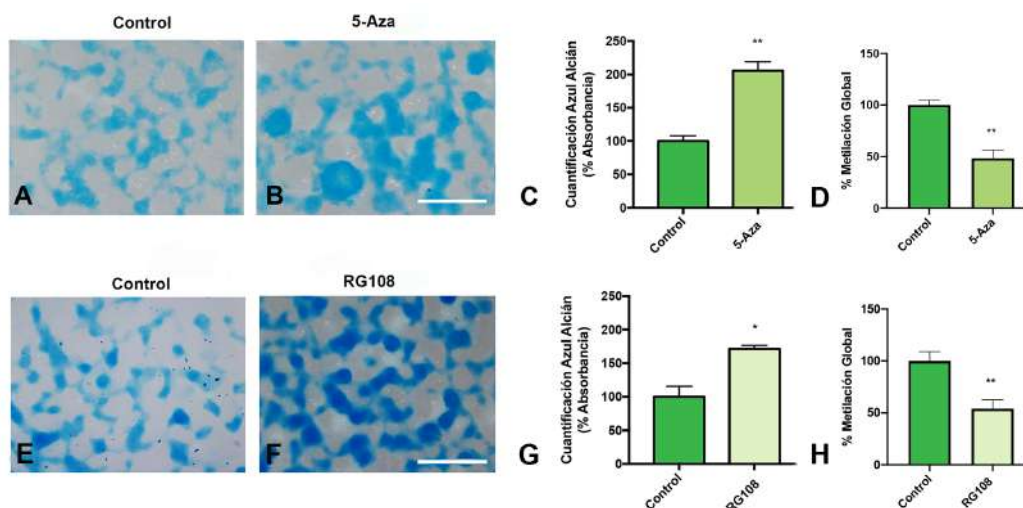 Control
5-Aza
A
B
C
Cuantificación Azul Alcián
(% Absorbancia)
250
200
150
100
50
0
**
Control
5-Aza
D
% Metilación Global
150
100
50
0
**
Control
5-Aza
Control
RG108
E
F
G
Cuantificación Azul Alcián
(% Absorbancia)
250
200
150
100
50
0
*
Control
RG108
H
% Metilación Global
150
100
50
0
**
Control
RG108